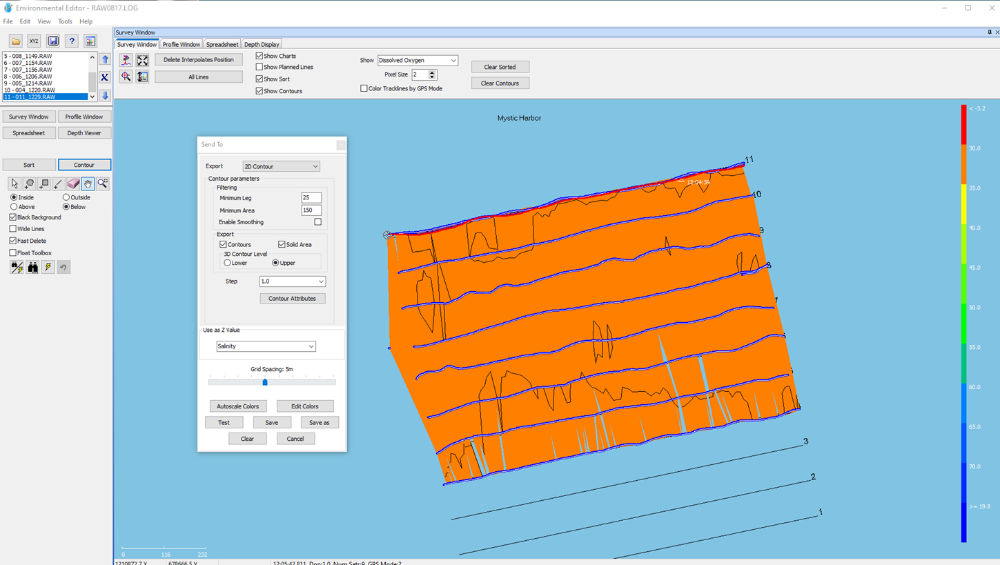 Environmental Editor - RAW0817.LOG
File Edit View Tools Help
XYZ
?
5 - 008_1149.RAW
6 - 007_1154.RAW
7 - 007_1156.RAW
8 - 006_1206.RAW
9 - 005_1214.RAW
10 - 004_1220.RAW
11 - 011_1229.RAW
X
Survey Window Profile Window
Spreadsheet Depth Viewer
Sort Contour
Inside Outside
Above Below
Black Background
Wide Lines
Fast Delete
Float Toolbox
Survey Window
Survey Window Profile Window Spreadsheet Depth Display
Delete Interpolates Position
All Lines
Show Charts
Show Planned Lines
Show Sort
Show Contours
Show Dissolved Oxygen
Pixel Size 2
Color Tracklines by GPS Mode
Clear Sorted
Clear Contours
Mystic Harbor
Send To
Export 2D Contour
Contour parameters
Filtering
Minimum Leg 25
Minimum Area 150
Enable Smoothing
Export
Contours Solid Area
3D Contour Level
Lower Upper
Step 1.0
Contour Attributes
Use as Z Value
Salinity
Grid Spacing: 5m
Autoscale Colors Edit Colors
Test Save Save as
Clear Cancel
11
12:04:39
10
9
8
7
3
2
1
< -3.2
30.0
35.0
40.0
45.0
50.0
55.0
60.0
65.0
70.0
>= 19.8
0 116 232
1210872.7 X 678666.5 Y 12:05:42.811, Dop:1.0, Num Sats:9, GPS Mode:2